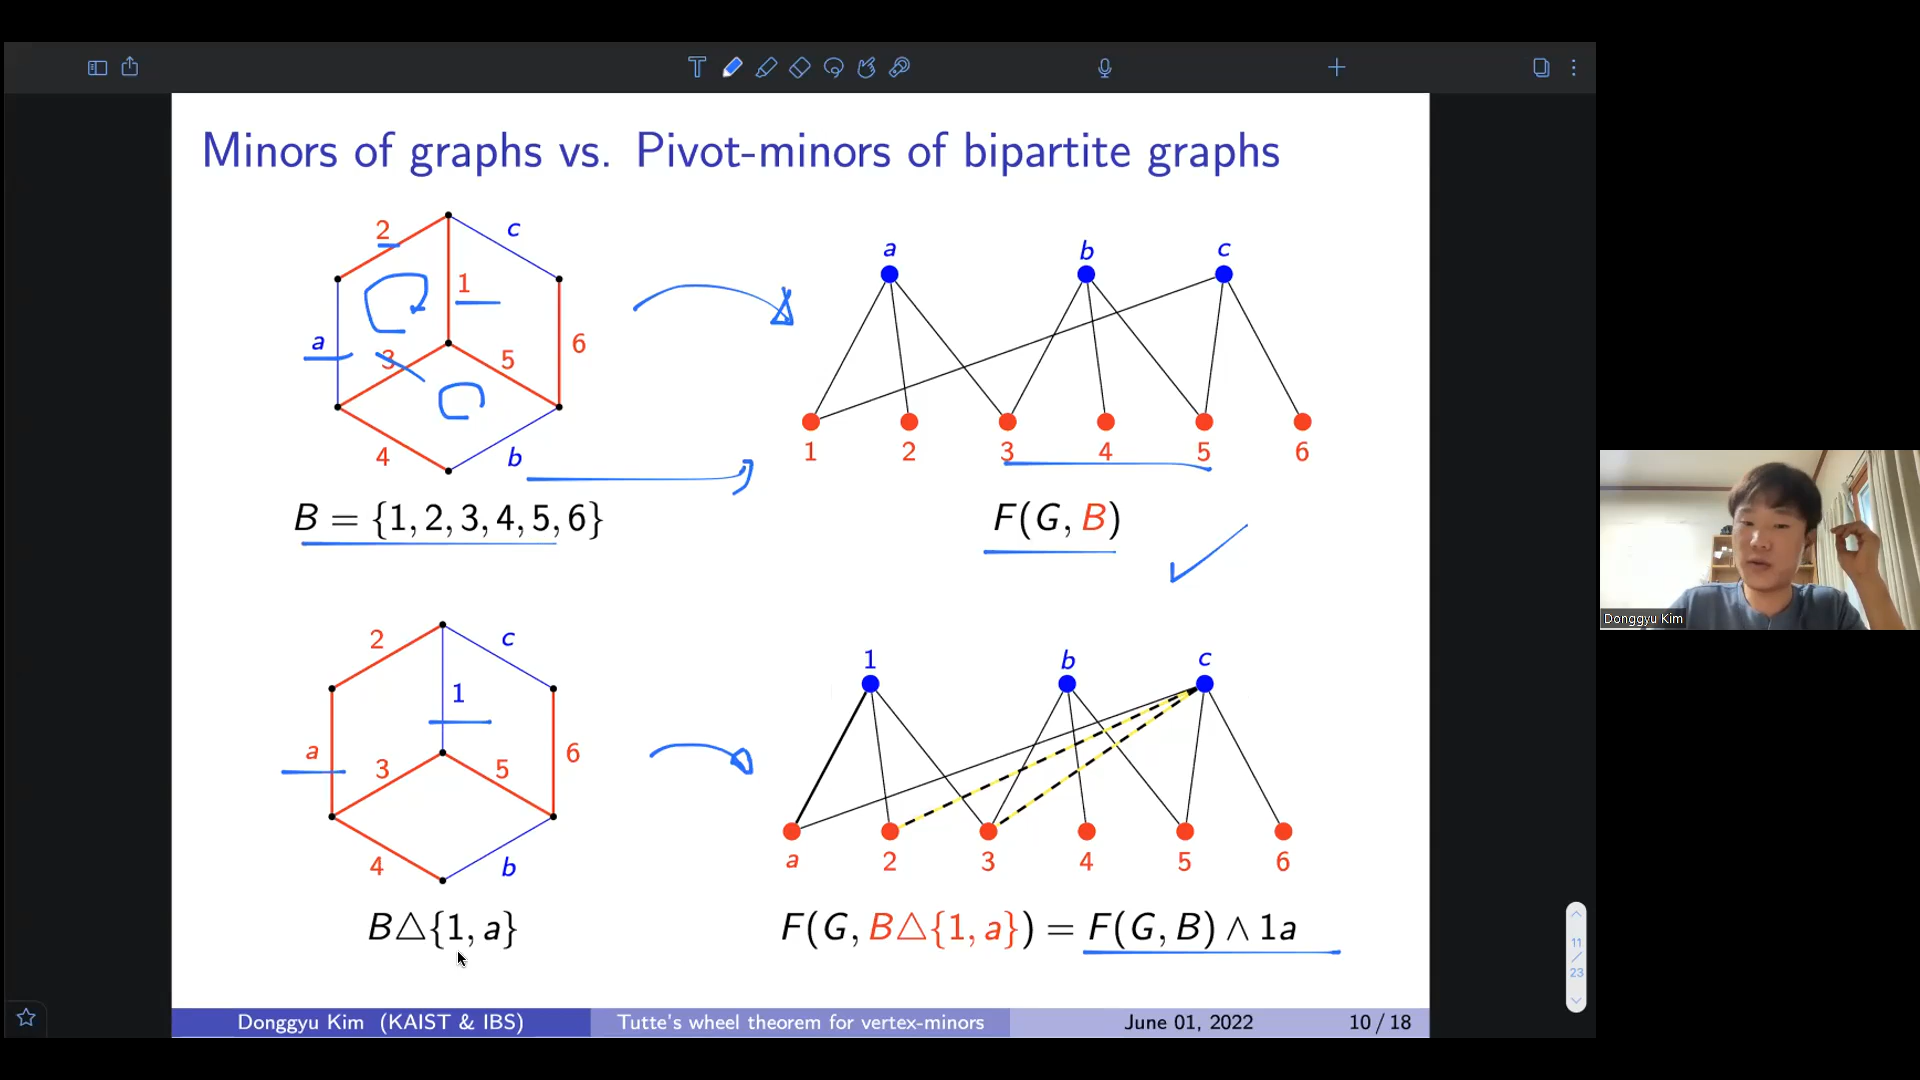 Minors of graphs vs. Pivot-minors of bipartite graphs
2 c
1
a 6
3 5
4 b
B = {1, 2, 3, 4, 5, 6}
a b c
1 2 3 4 5 6
F(G, B)
2 c
1
a 6
3 5
4 b
B△{1, a}
1 b c
a 2 3 4 5 6
F(G, B△{1, a}) = F(G, B) ∧ 1a
Donggyu Kim (KAIST & IBS) Tutte's wheel theorem for vertex-minors June 01, 2022 10 / 18
11
/
23
Donggyu Kim